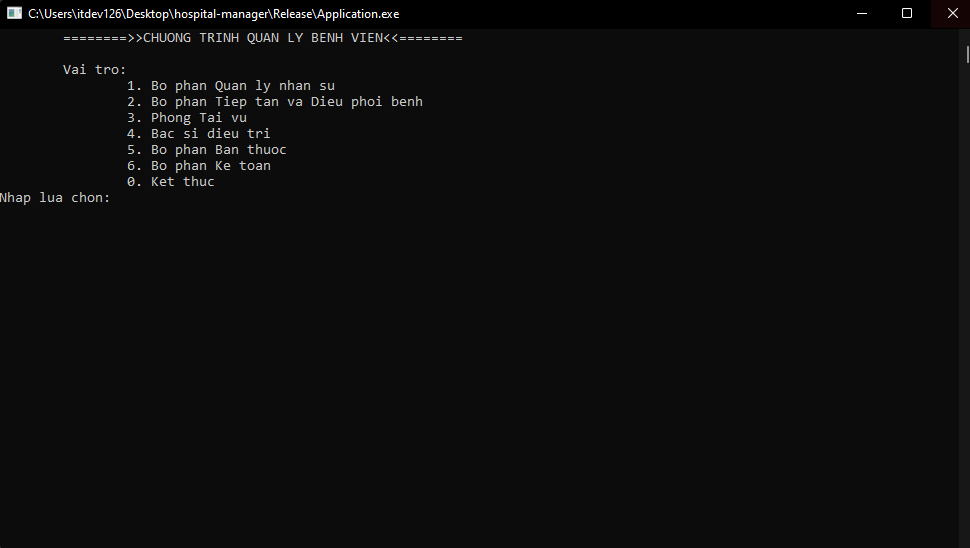 C:\Users\itdev126\Desktop\hospital-manager\Release\Application.exe
========>>CHUONG TRINH QUAN LY BENH VIEN<<========
Vai tro:
1. Bo phan Quan ly nhan su
2. Bo phan Tiep tan va Dieu phoi benh
3. Phong Tai vu
4. Bac si dieu tri
5. Bo phan Ban thuoc
6. Bo phan Ke toan
0. Ket thuc
Nhap lua chon: